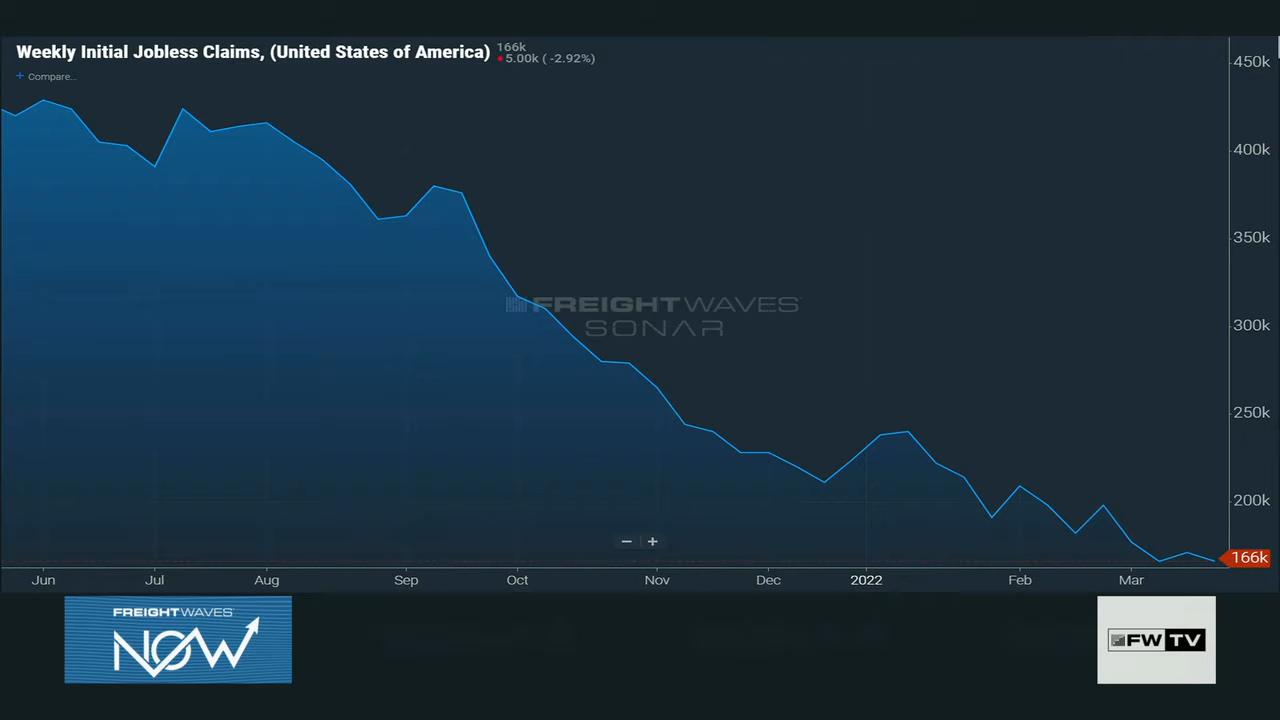 Weekly Initial Jobless Claims, (United States of America)
166k
5.00k ( -2.92%)
+ Compare...
450k
400k
350k
300k
250k
200k
166k
FREIGHTWAVES
SONAR
− +
Jun Jul Aug Sep Oct Nov Dec 2022 Feb Mar
FREIGHTWAVES
NOW
FW TV